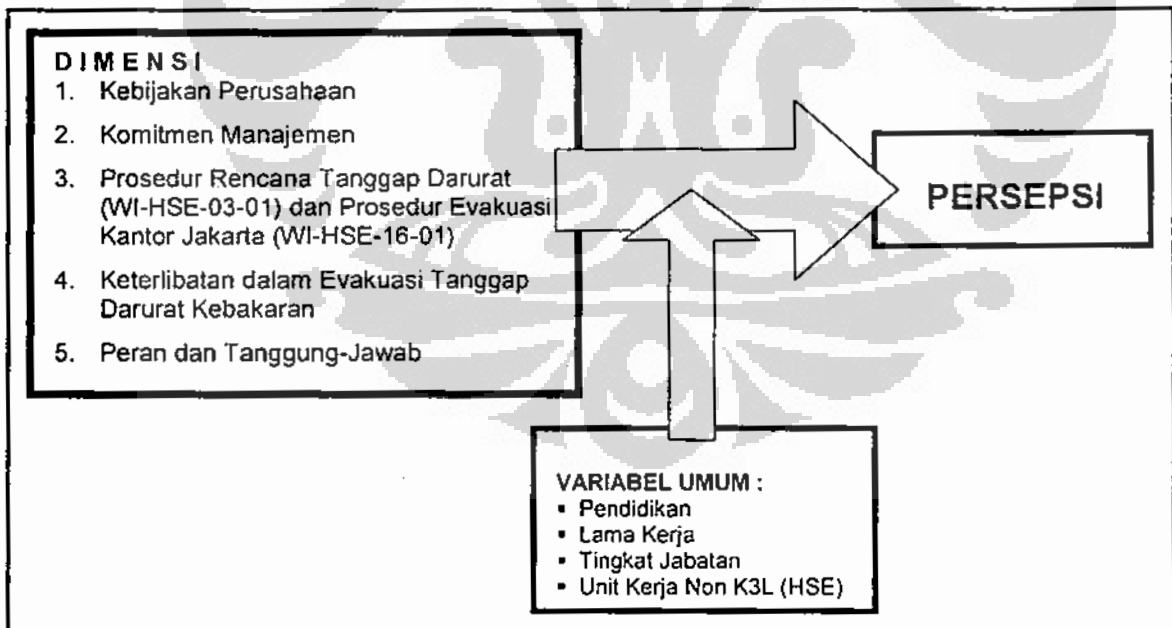 DIMENSI
1. Kebijakan Perusahaan
2. Komitmen Manajemen
3. Prosedur Rencana Tanggap Darurat
(WI-HSE-03-01) dan Prosedur Evakuasi
Kantor Jakarta (WI-HSE-16-01)
4. Keterlibatan dalam Evakuasi Tanggap
Darurat Kebakaran
5. Peran dan Tanggung-Jawab
PERSEPSI
VARIABEL UMUM :
▪ Pendidikan
▪ Lama Kerja
▪ Tingkat Jabatan
▪ Unit Kerja Non K3L (HSE)